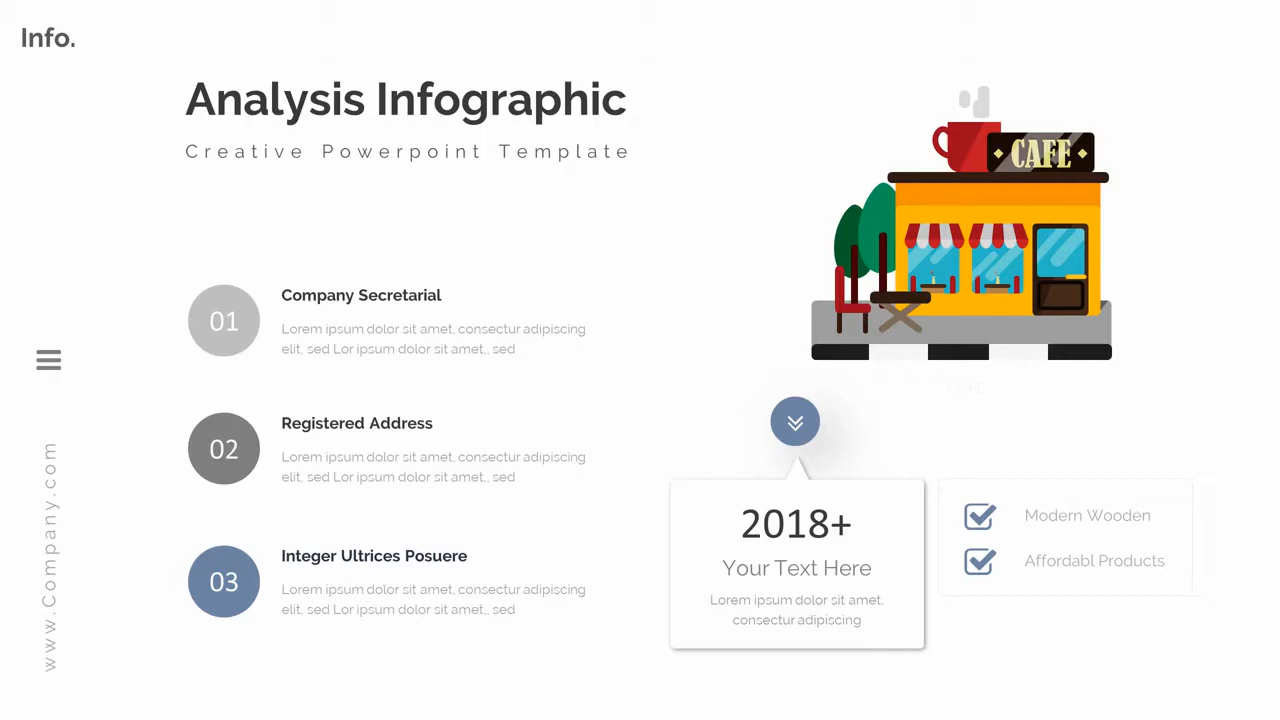 Info.
Analysis Infographic
Creative Powerpoint Template
CAFE
01
Company Secretarial
Lorem ipsum dolor sit amet, consectur adipiscing
elit, sed Lor ipsum dolor sit amet,, sed
02
Registered Address
Lorem ipsum dolor sit amet, consectur adipiscing
elit, sed Lor ipsum dolor sit amet,, sed
03
Integer Ultrices Posuere
Lorem ipsum dolor sit amet, consectur adipiscing
elit, sed Lor ipsum dolor sit amet,, sed
www.Company.com
2018+
Your Text Here
Lorem ipsum dolor sit amet,
consectur adipiscing
Modern Wooden
Affordabl Products